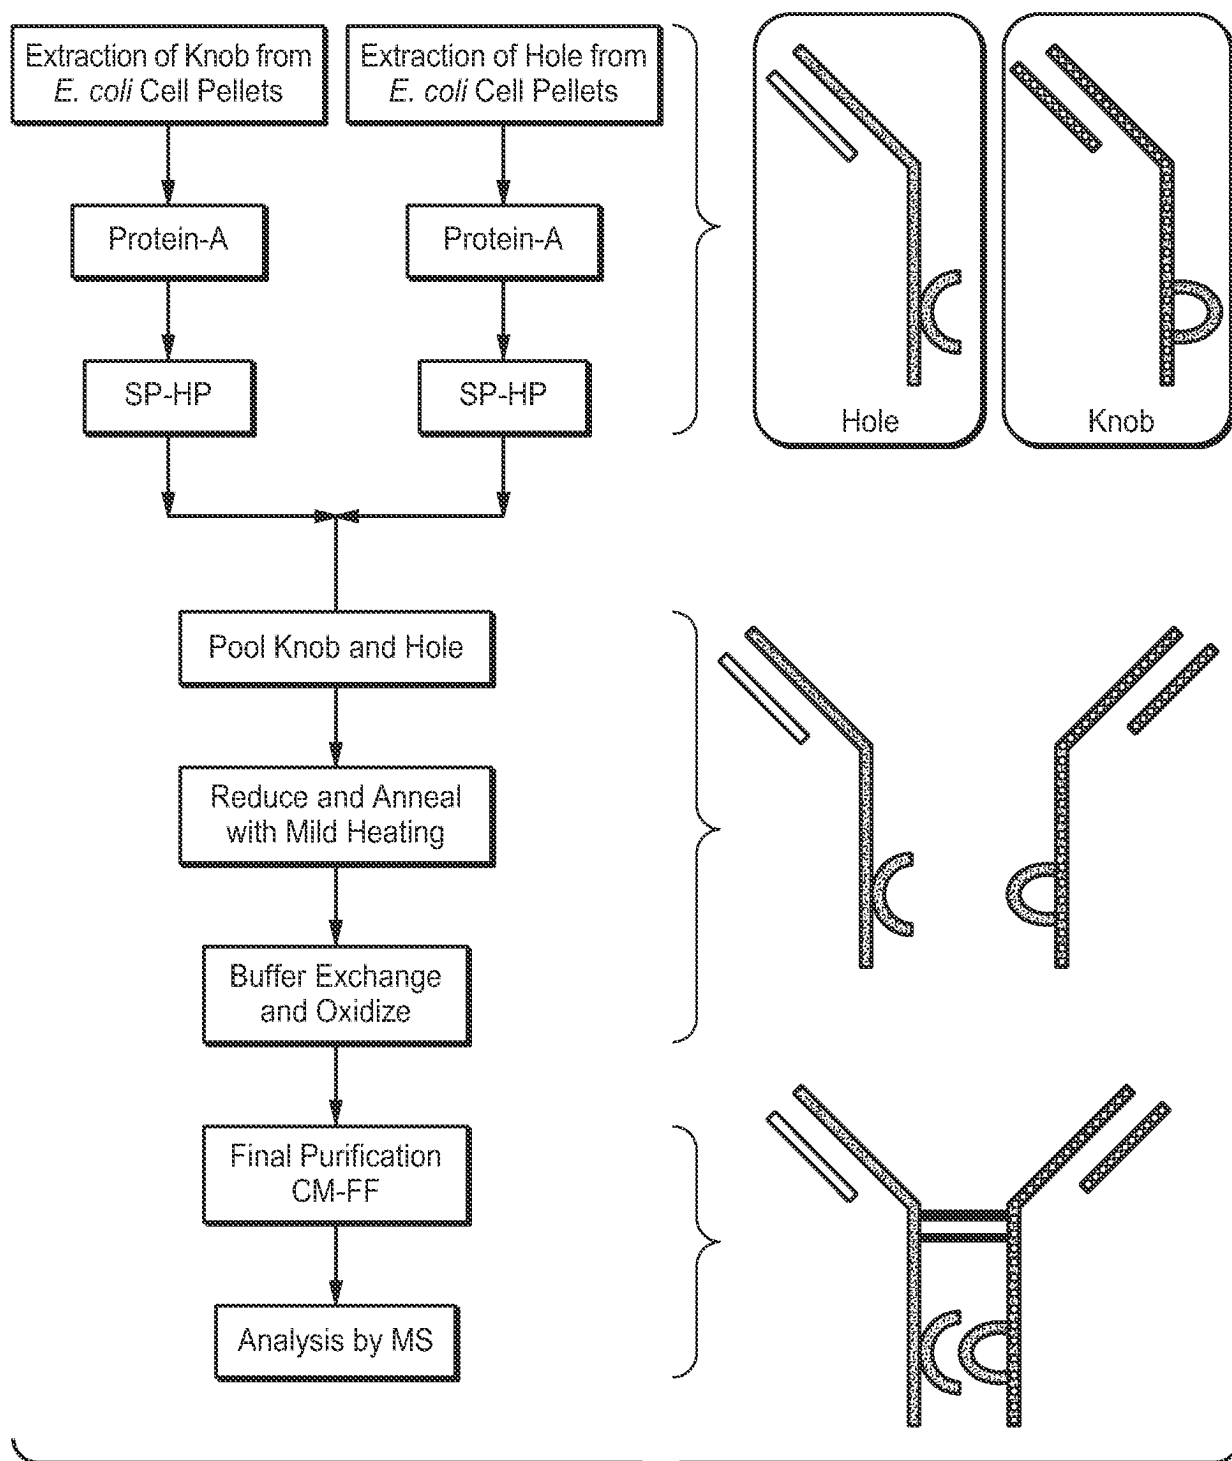 Extraction of Knob from
E. coli Cell Pellets
Extraction of Hole from
E. coli Cell Pellets
Protein-A
Protein-A
SP-HP
SP-HP
Hole
Knob
Pool Knob and Hole
Reduce and Anneal
with Mild Heating
Buffer Exchange
and Oxidize
Final Purification
CM-FF
Analysis by MS